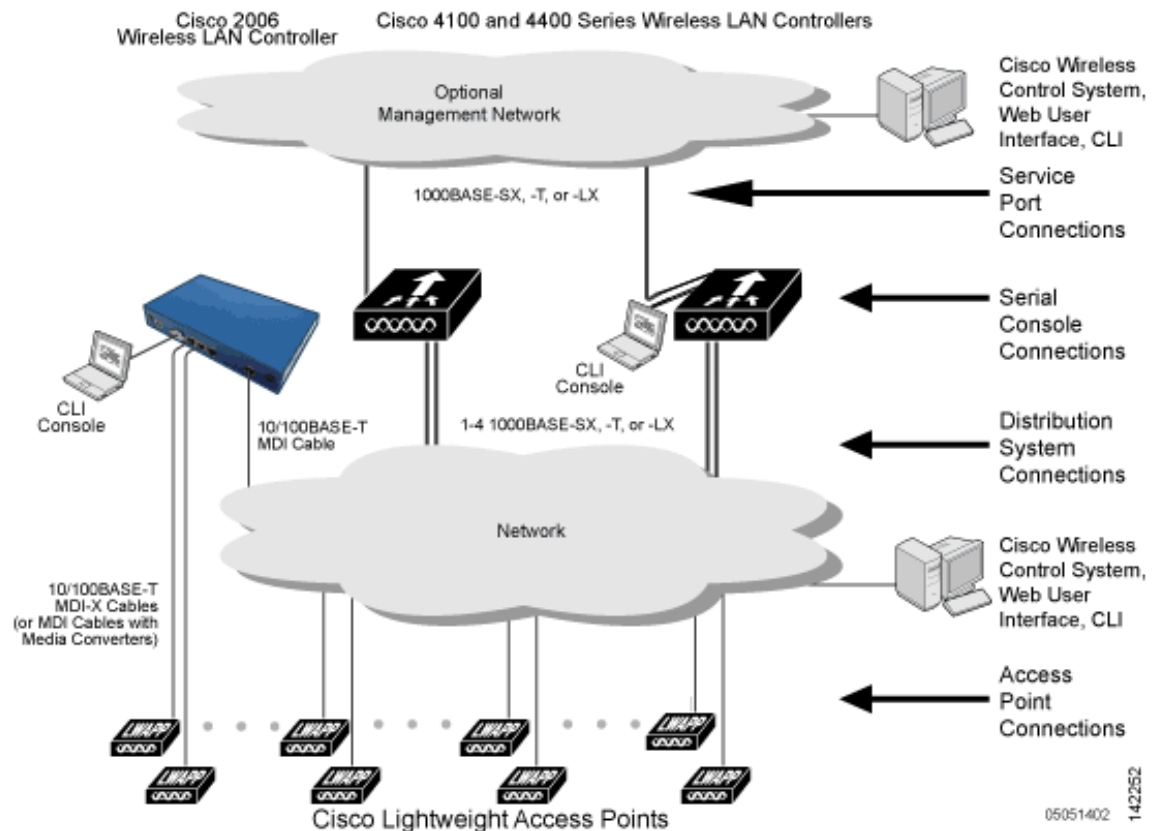 Cisco 2006
Wireless LAN Controller
Cisco 4100 and 4400 Series Wireless LAN Controllers
Optional
Management Network
Cisco Wireless
Control System,
Web User
Interface, CLI
1000BASE-SX, -T, or -LX
Service
Port
Connections
Serial
Console
Connections
CLI
Console
CLI
Console
10/100BASE-T
MDI Cable
1-4 1000BASE-SX, -T, or -LX
Distribution
System
Connections
Network
Cisco Wireless
Control System,
Web User
Interface, CLI
10/100BASE-T
MDI-X Cables
(or MDI Cables with
Media Converters)
Access
Point
Connections
LWAPP
LWAPP
LWAPP
LWAPP
LWAPP
LWAPP
LWAPP
LWAPP
Cisco Lightweight Access Points
05051402
142252